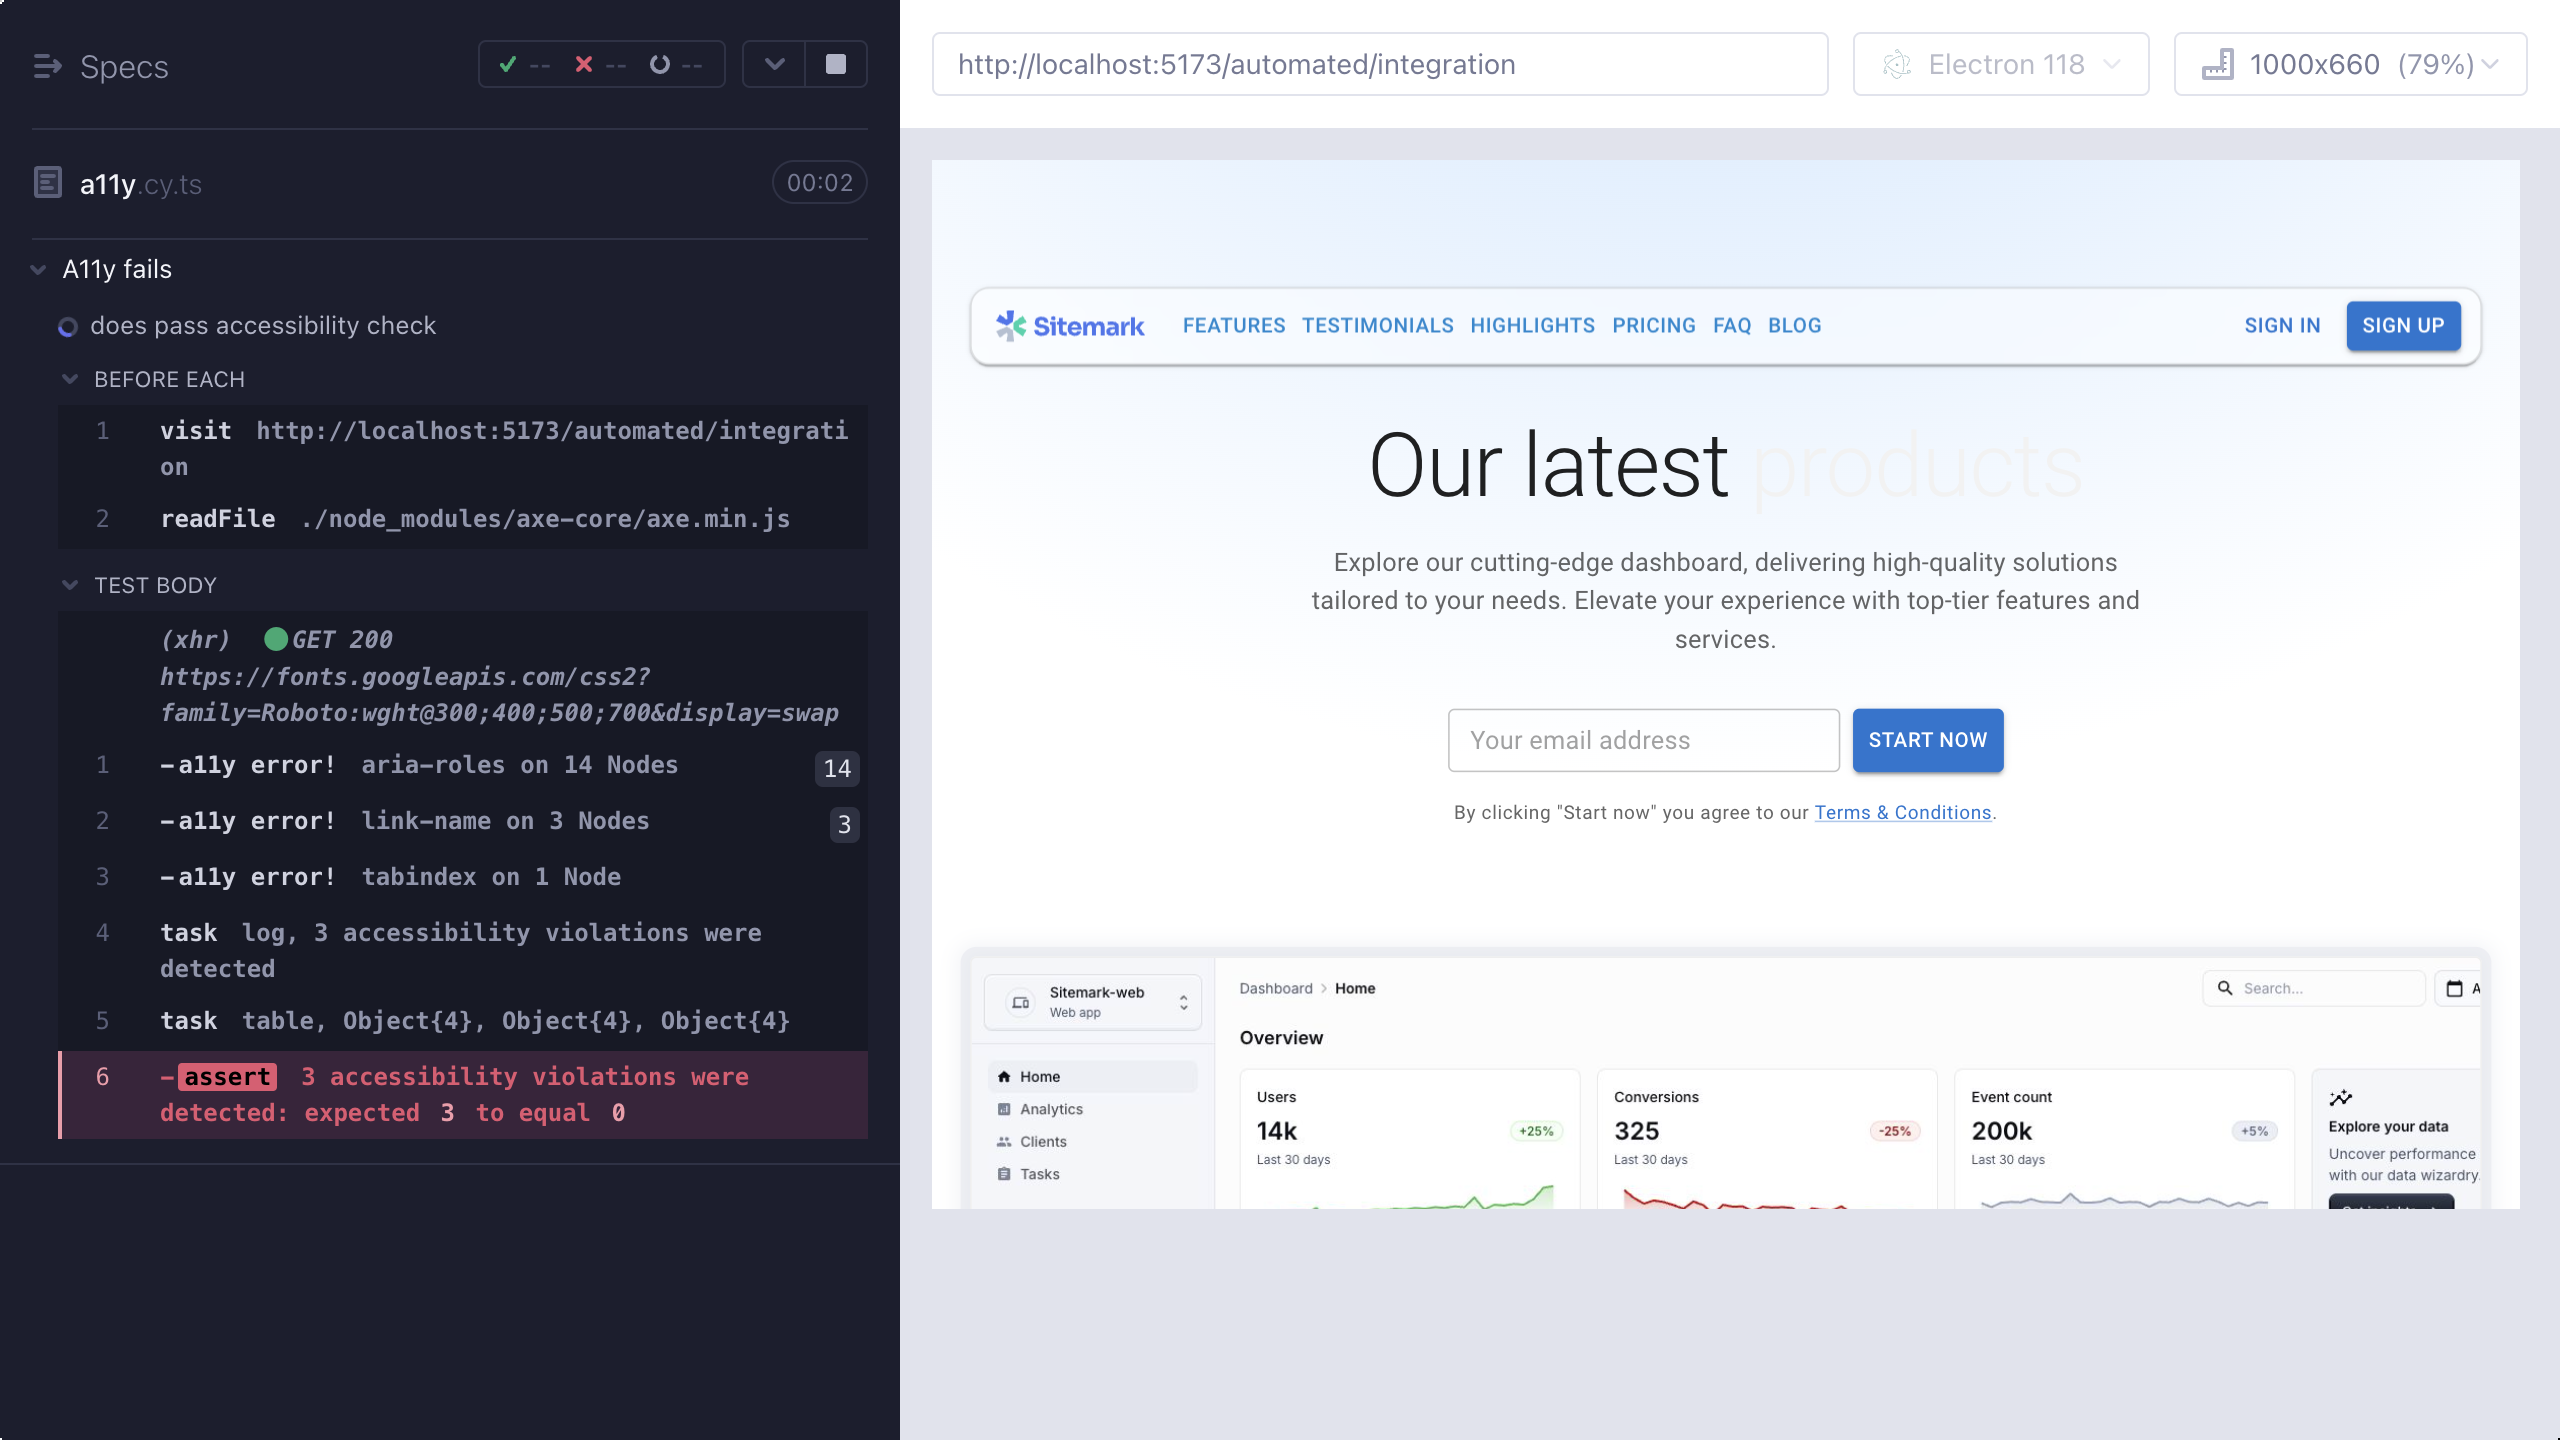 Specs
-- -- --
a11y.cy.ts
00:02
A11y fails
does pass accessibility check
BEFORE EACH
1 visit http://localhost:5173/automated/integrati
on
2 readFile ./node_modules/axe-core/axe.min.js
TEST BODY
(xhr) GET 200
https://fonts.googleapis.com/css2?
family=Roboto:wght@300;400;500;700&display=swap
1 -a11y error! aria-roles on 14 Nodes 14
2 -a11y error! link-name on 3 Nodes 3
3 -a11y error! tabindex on 1 Node
4 task log, 3 accessibility violations were
detected
5 task table, Object{4}, Object{4}, Object{4}
6 -assert 3 accessibility violations were
detected: expected 3 to equal 0
http://localhost:5173/automated/integration
Electron 118
1000x660 (79%)
Sitemark FEATURES TESTIMONIALS HIGHLIGHTS PRICING FAQ BLOG SIGN IN SIGN UP
Our latest products
Explore our cutting-edge dashboard, delivering high-quality solutions
tailored to your needs. Elevate your experience with top-tier features and
services.
Your email address START NOW
By clicking "Start now" you agree to our Terms & Conditions.
Sitemark-web
Web app
Home
Analytics
Clients
Tasks
Dashboard > Home
Search...
A
Overview
Users
14k +25%
Last 30 days
Conversions
325 -25%
Last 30 days
Event count
200k +5%
Last 30 days
Explore your data
Uncover performance
with our data wizardry.